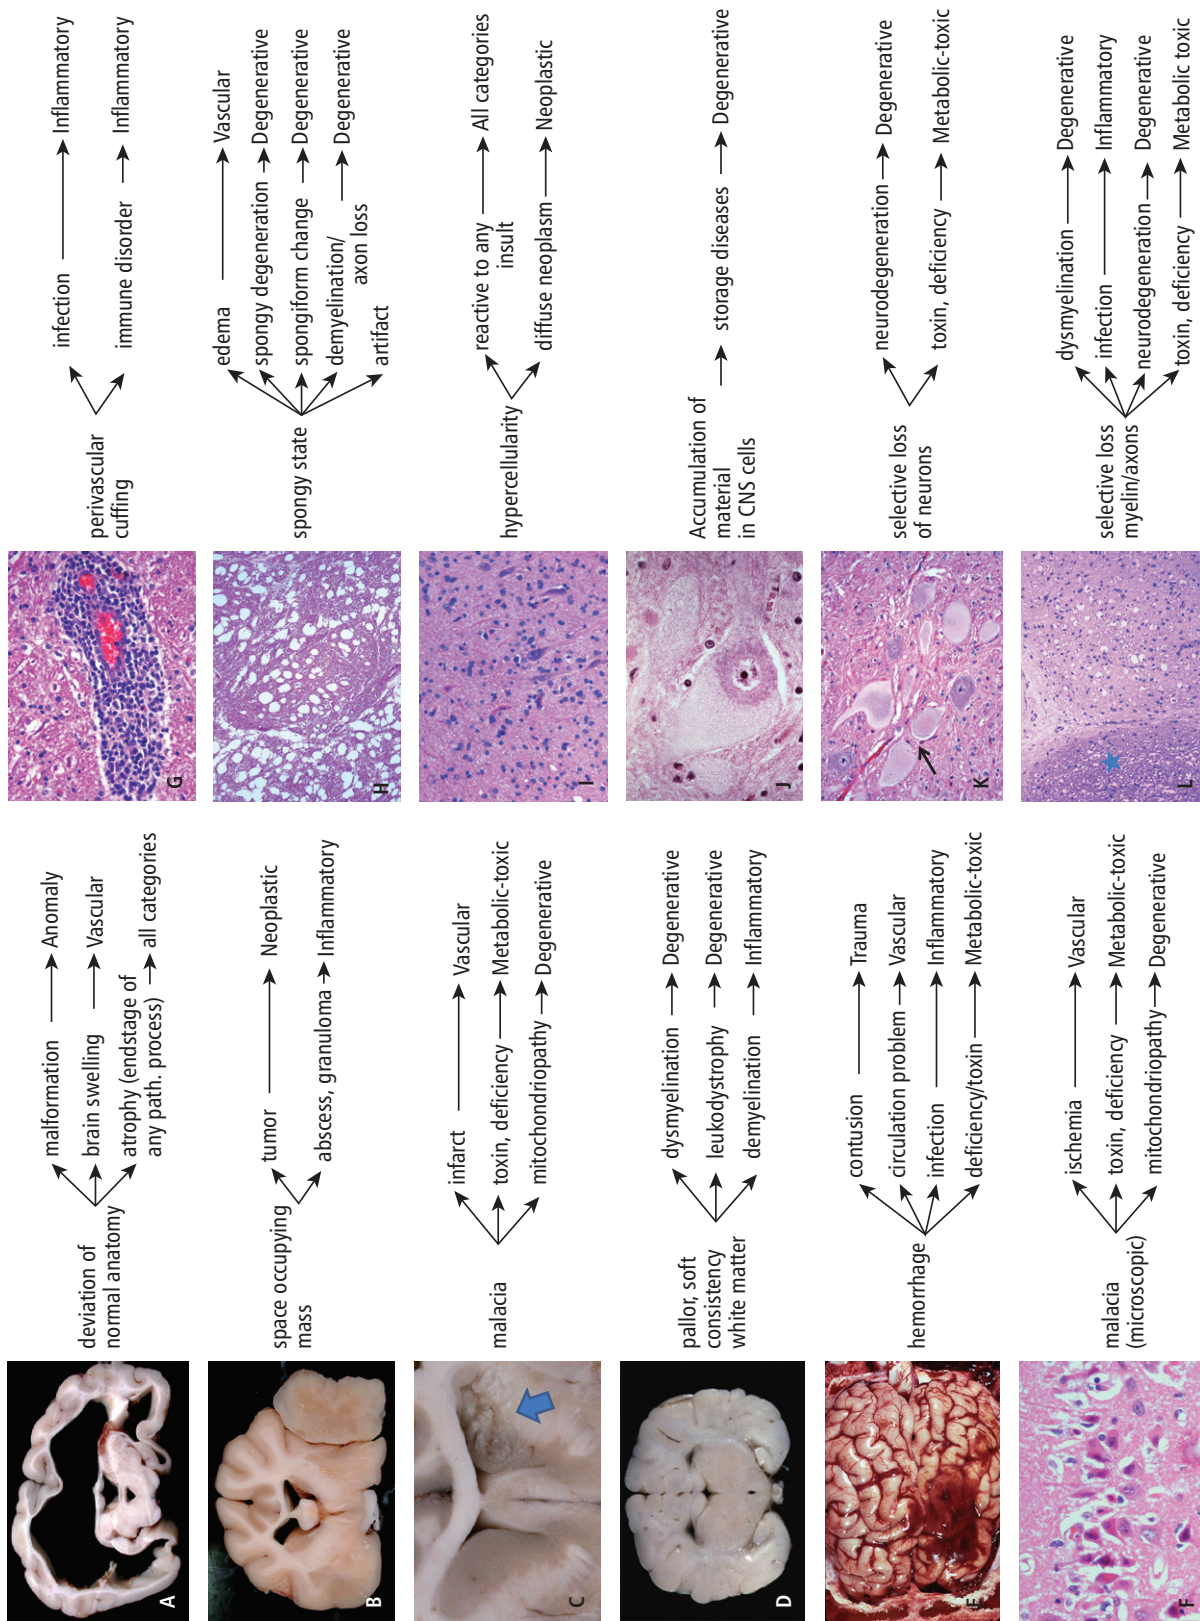 A
deviation of
normal anatomy
malformation
Anomaly
brain swelling
Vascular
atrophy (endstage of
any path. process)
all categories
B
space occupying
mass
tumor
Neoplastic
abscess, granuloma
Inflammatory
C
malacia
infarct
Vascular
toxin, deficiency
Metabolic-toxic
mitochondriopathy
Degenerative
D
pallor, soft
consistency
white matter
dysmyelination
Degenerative
leukodystrophy
Degenerative
demyelination
Inflammatory
E
hemorrhage
contusion
Trauma
circulation problem
Vascular
infection
Inflammatory
deficiency/toxin
Metabolic-toxic
F
malacia
(microscopic)
ischemia
Vascular
toxin, deficiency
Metabolic-toxic
mitochondriopathy
Degenerative
G
perivascular
cuffing
infection
Inflammatory
immune disorder
Inflammatory
H
spongy state
edema
Vascular
spongy degeneration
Degenerative
spongiform change
Degenerative
demyelination/
axon loss
Degenerative
artifact
I
hypercellularity
reactive to any
insult
All categories
diffuse neoplasm
Neoplastic
J
Accumulation of
material
in CNS cells
storage diseases
Degenerative
K
selective loss
of neurons
neurodegeneration
Degenerative
toxin, deficiency
Metabolic-toxic
L
selective loss
myelin/axons
dysmyelination
Degenerative
infection
Inflammatory
neurodegeneration
Degenerative
toxin, deficiency
Metabolic toxic